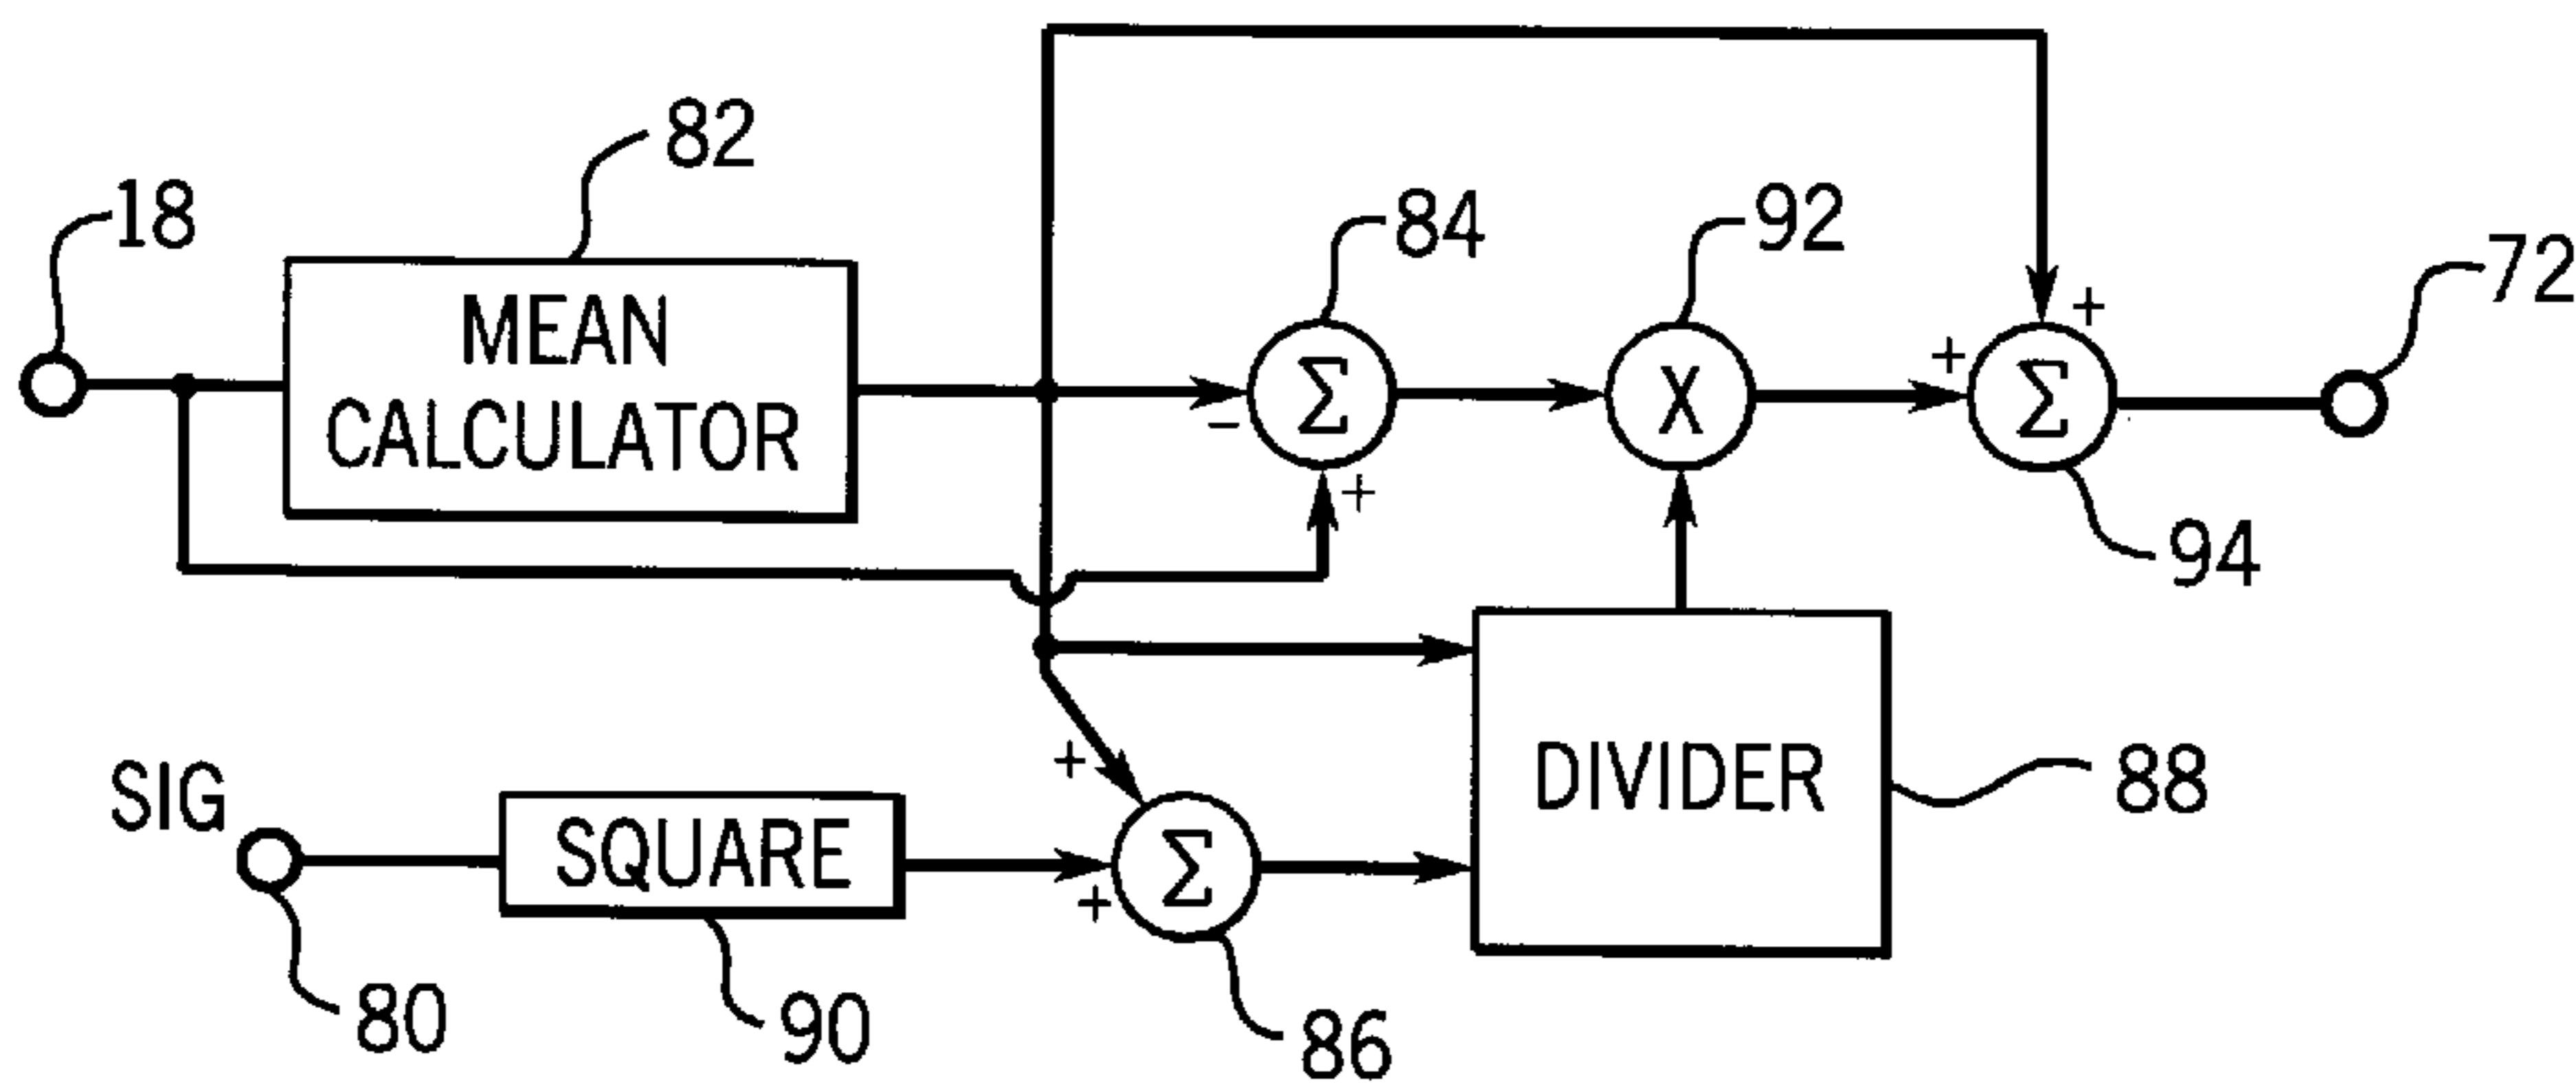 82
18
84
92
72
MEAN
CALCULATOR
+
+
Σ
X
Σ
−
+
94
SIG
+
DIVIDER
88
SQUARE
Σ
+
80
90
86